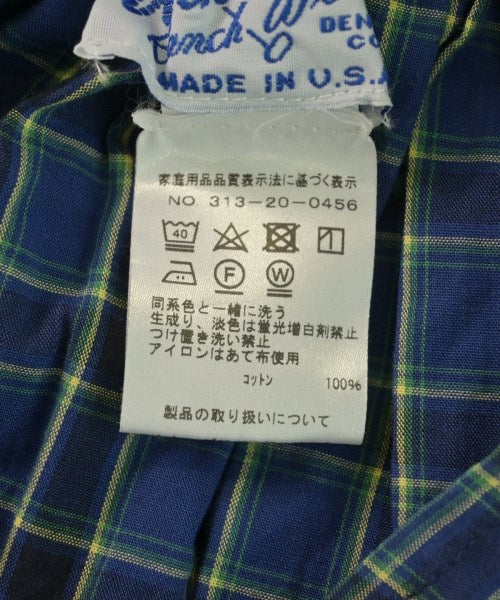 Ranch
DEN
CO
MADE IN U.S.A
家庭用品品質表示法に基づく表示
NO. 313-20-0456
40
F W
同系色と一緒に洗う
生成り、淡色は蛍光増白剤禁止
つけ置き洗い禁止
アイロンはあて布使用
コットン 100%
製品の取り扱いについて